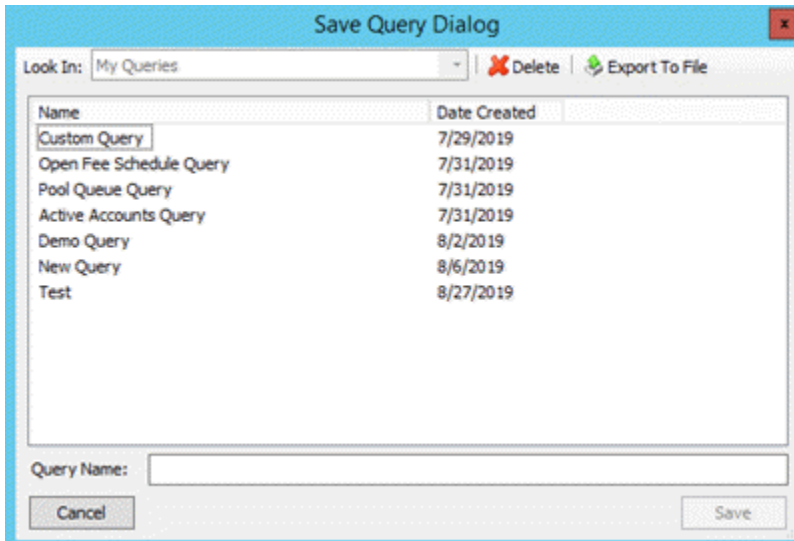 Save Query Dialog
x
Look In: My Queries Delete Export To File
Name Date Created
Custom Query 7/29/2019
Open Fee Schedule Query 7/31/2019
Pool Queue Query 7/31/2019
Active Accounts Query 7/31/2019
Demo Query 8/2/2019
New Query 8/6/2019
Test 8/27/2019
Query Name:
Cancel Save